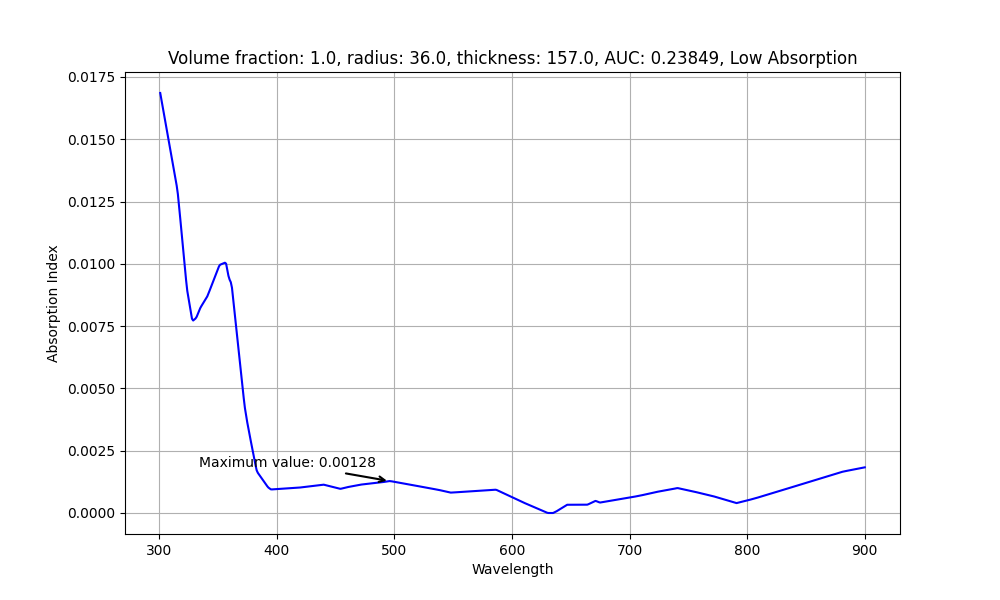 Volume fraction: 1.0, radius: 36.0, thickness: 157.0, AUC: 0.23849, Low Absorption
0.0175
0.0150
0.0125
0.0100
0.0075
0.0050
0.0025
0.0000
Absorption Index
Maximum value: 0.00128
300 400 500 600 700 800 900
Wavelength